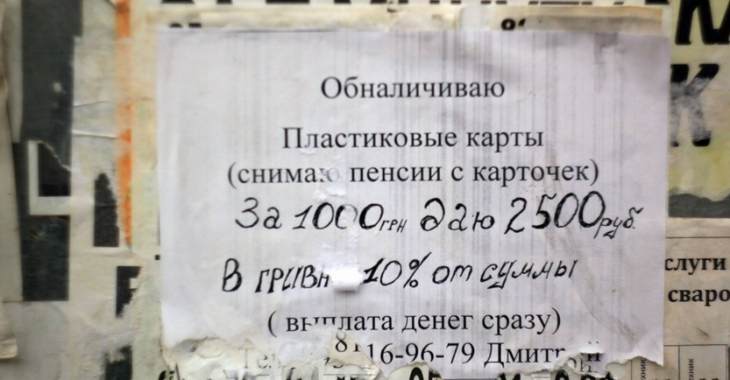 Обналичиваю
Пластиковые карты
(снимаю пенсии с карточек)
За 1000грн даю 2500руб.
В гривн 10% от суммы
( выплата денег сразу)
16-96-79 Дмитрий
слуги
сваро